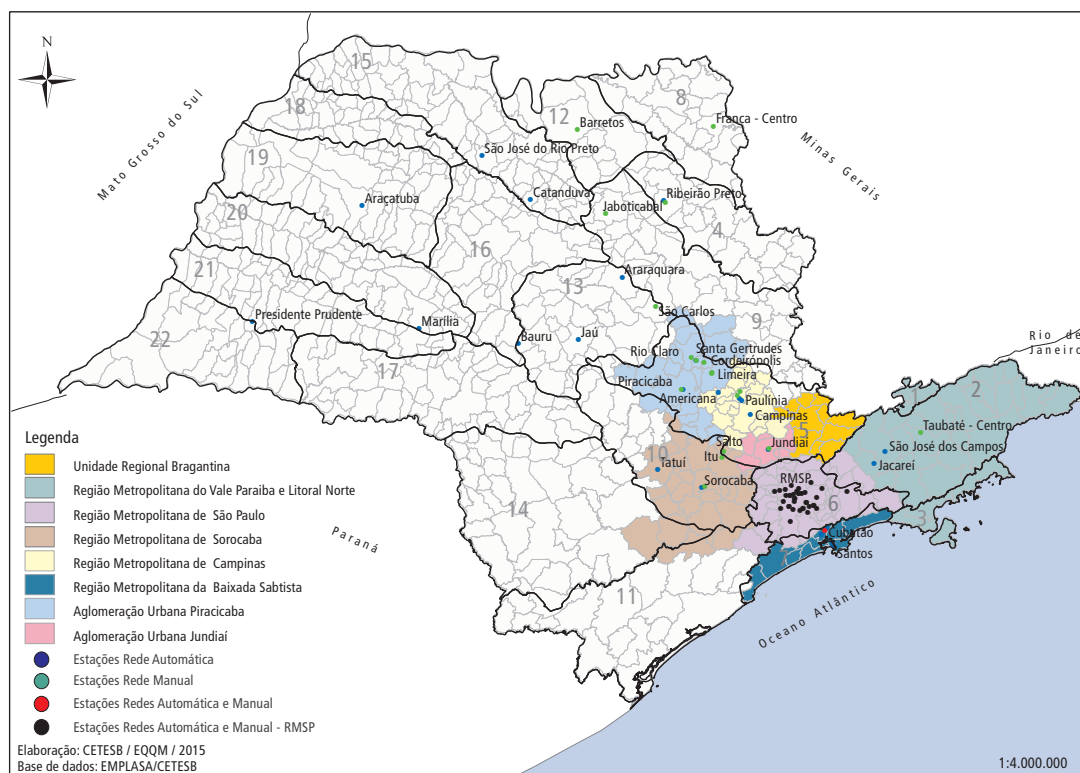 N
Mato Grosso do Sul
Minas Gerais
Rio de
Janeiro
Paraná
Oceano Atlântico
15
18
12
8
19
20
16
4
21
13
22
9
17
1
2
5
10
14
6
3
11
Barretos
Franca - Centro
São José do Rio Preto
Catanduva
Ribeirão Preto
Araçatuba
Jaboticabal
Araraquara
São Carlos
Presidente Prudente
Marília
Bauru
Jaú
Rio Claro
Santa Gertrudes
Cordeirópolis
Limeira
Piracicaba
Americana
Paulínia
Campinas
Taubaté - Centro
São José dos Campos
Jacareí
Salto
Jundiaí
Itu
Tatuí
Sorocaba
RMSP
Cubatão
Santos
Legenda
Unidade Regional Bragantina
Região Metropolitana do Vale Paraiba e Litoral Norte
Região Metropolitana de São Paulo
Região Metropolitana de Sorocaba
Região Metropolitana de Campinas
Região Metropolitana da Baixada Sabtista
Aglomeração Urbana Piracicaba
Aglomeração Urbana Jundiaí
Estações Rede Automática
Estações Rede Manual
Estações Redes Automática e Manual
Estações Redes Automática e Manual - RMSP
Elaboração: CETESB / EQQM / 2015
Base de dados: EMPLASA/CETESB
1:4.000.000